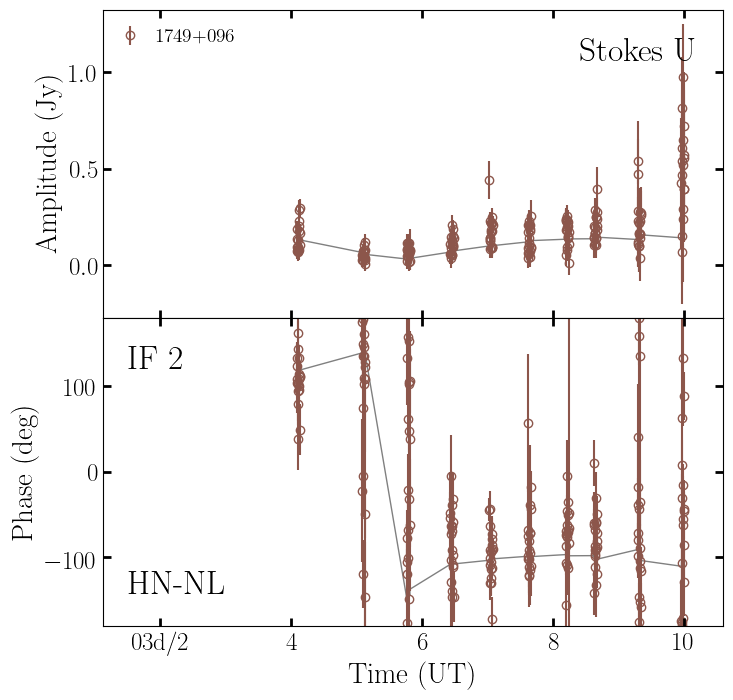 1749+096
Stokes U
1.0
0.5
0.0
Amplitude (Jy)
IF 2
100
0
−100
Phase (deg)
HN-NL
03d/2 4 6 8 10
Time (UT)